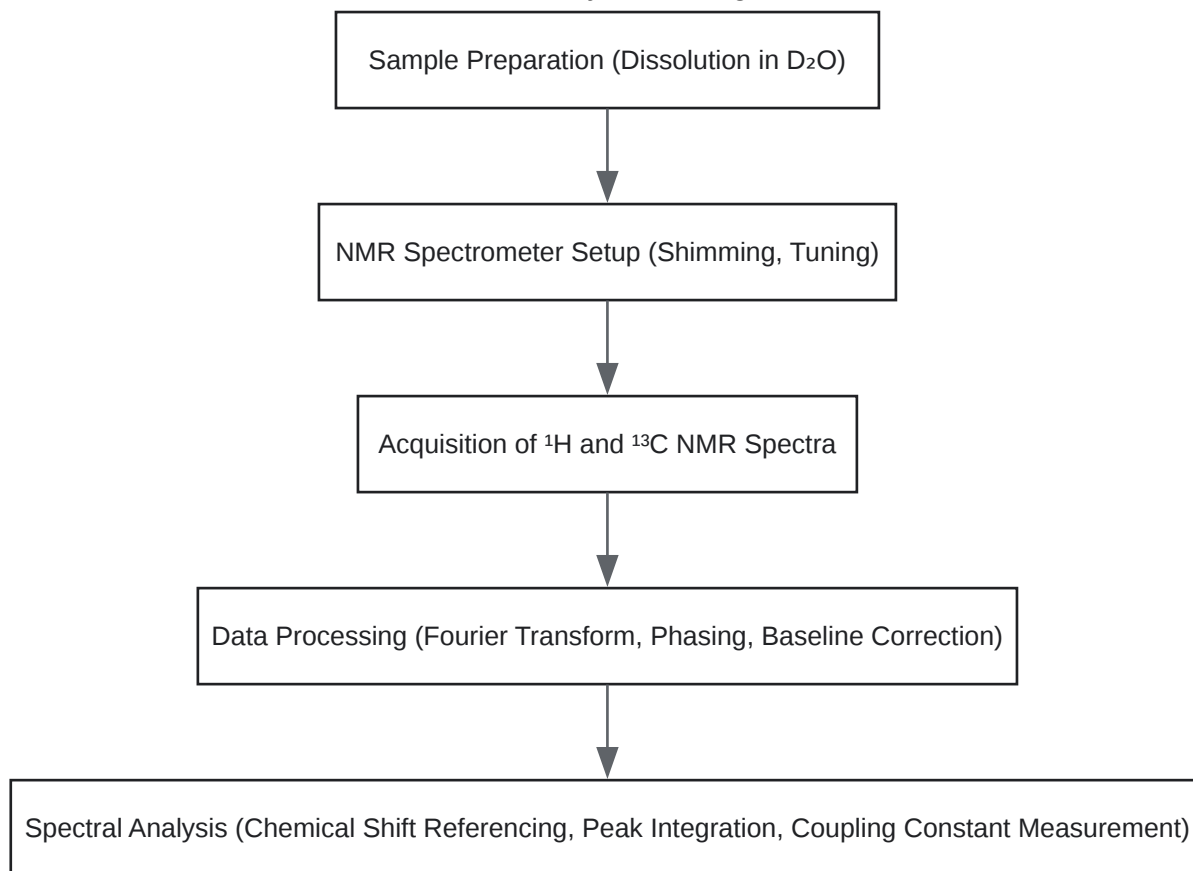 Sample Preparation (Dissolution in D₂O)
NMR Spectrometer Setup (Shimming, Tuning)
Acquisition of ¹H and ¹³C NMR Spectra
Data Processing (Fourier Transform, Phasing, Baseline Correction)
Spectral Analysis (Chemical Shift Referencing, Peak Integration, Coupling Constant Measurement)